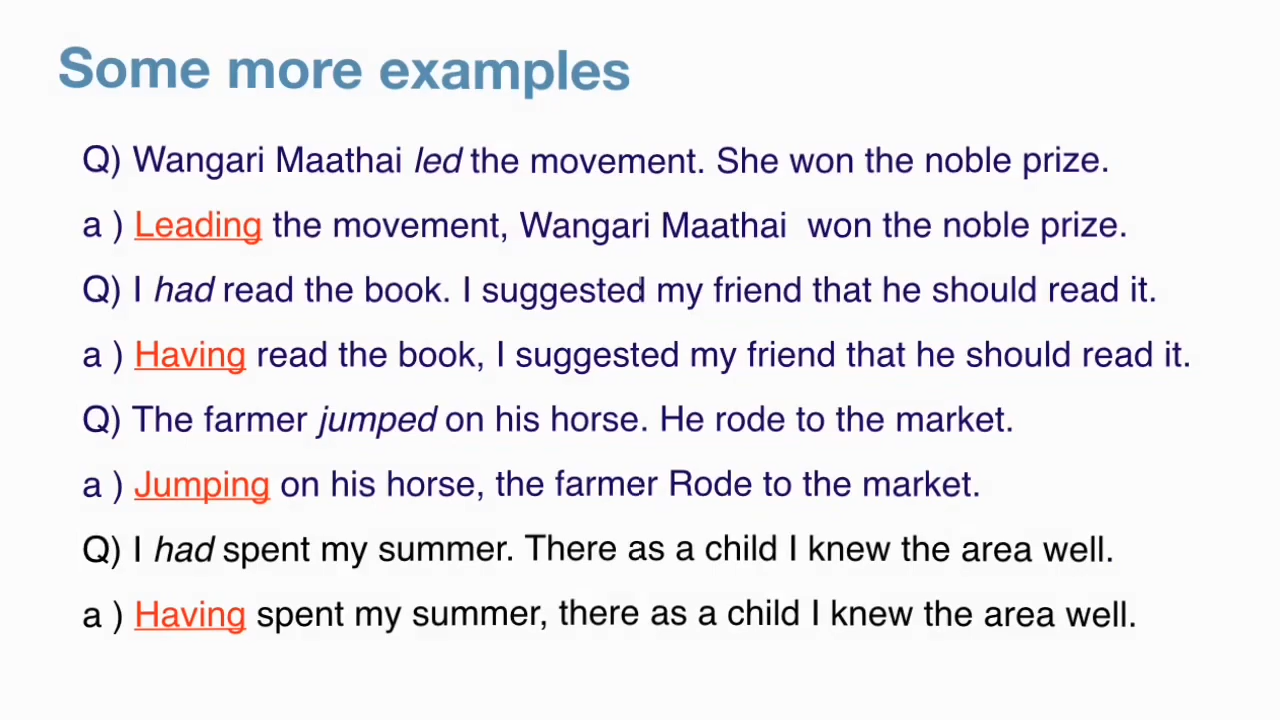 Some more examples
Q) Wangari Maathai led the movement. She won the noble prize.
a ) Leading the movement, Wangari Maathai  won the noble prize.
Q) I had read the book. I suggested my friend that he should read it.
a ) Having read the book, I suggested my friend that he should read it.
Q) The farmer jumped on his horse. He rode to the market.
a ) Jumping on his horse, the farmer Rode to the market.
Q) I had spent my summer. There as a child I knew the area well.
a ) Having spent my summer, there as a child I knew the area well.